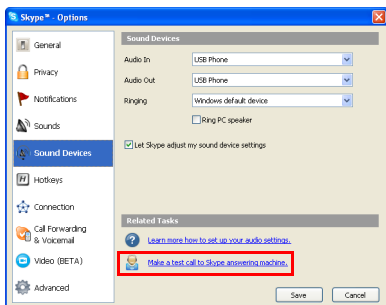 Skype™ - Options
General
Privacy
Notifications
Sounds
Sound Devices
Hotkeys
Connection
Call Forwarding
& Voicemail
Video (BETA)
Advanced
Sound Devices
Audio In USB Phone
Audio Out USB Phone
Ringing Windows default device
Ring PC speaker
Let Skype adjust my sound device settings
Related Tasks
Learn more how to set up your audio settings.
Make a test call to Skype answering machine.
Save Cancel